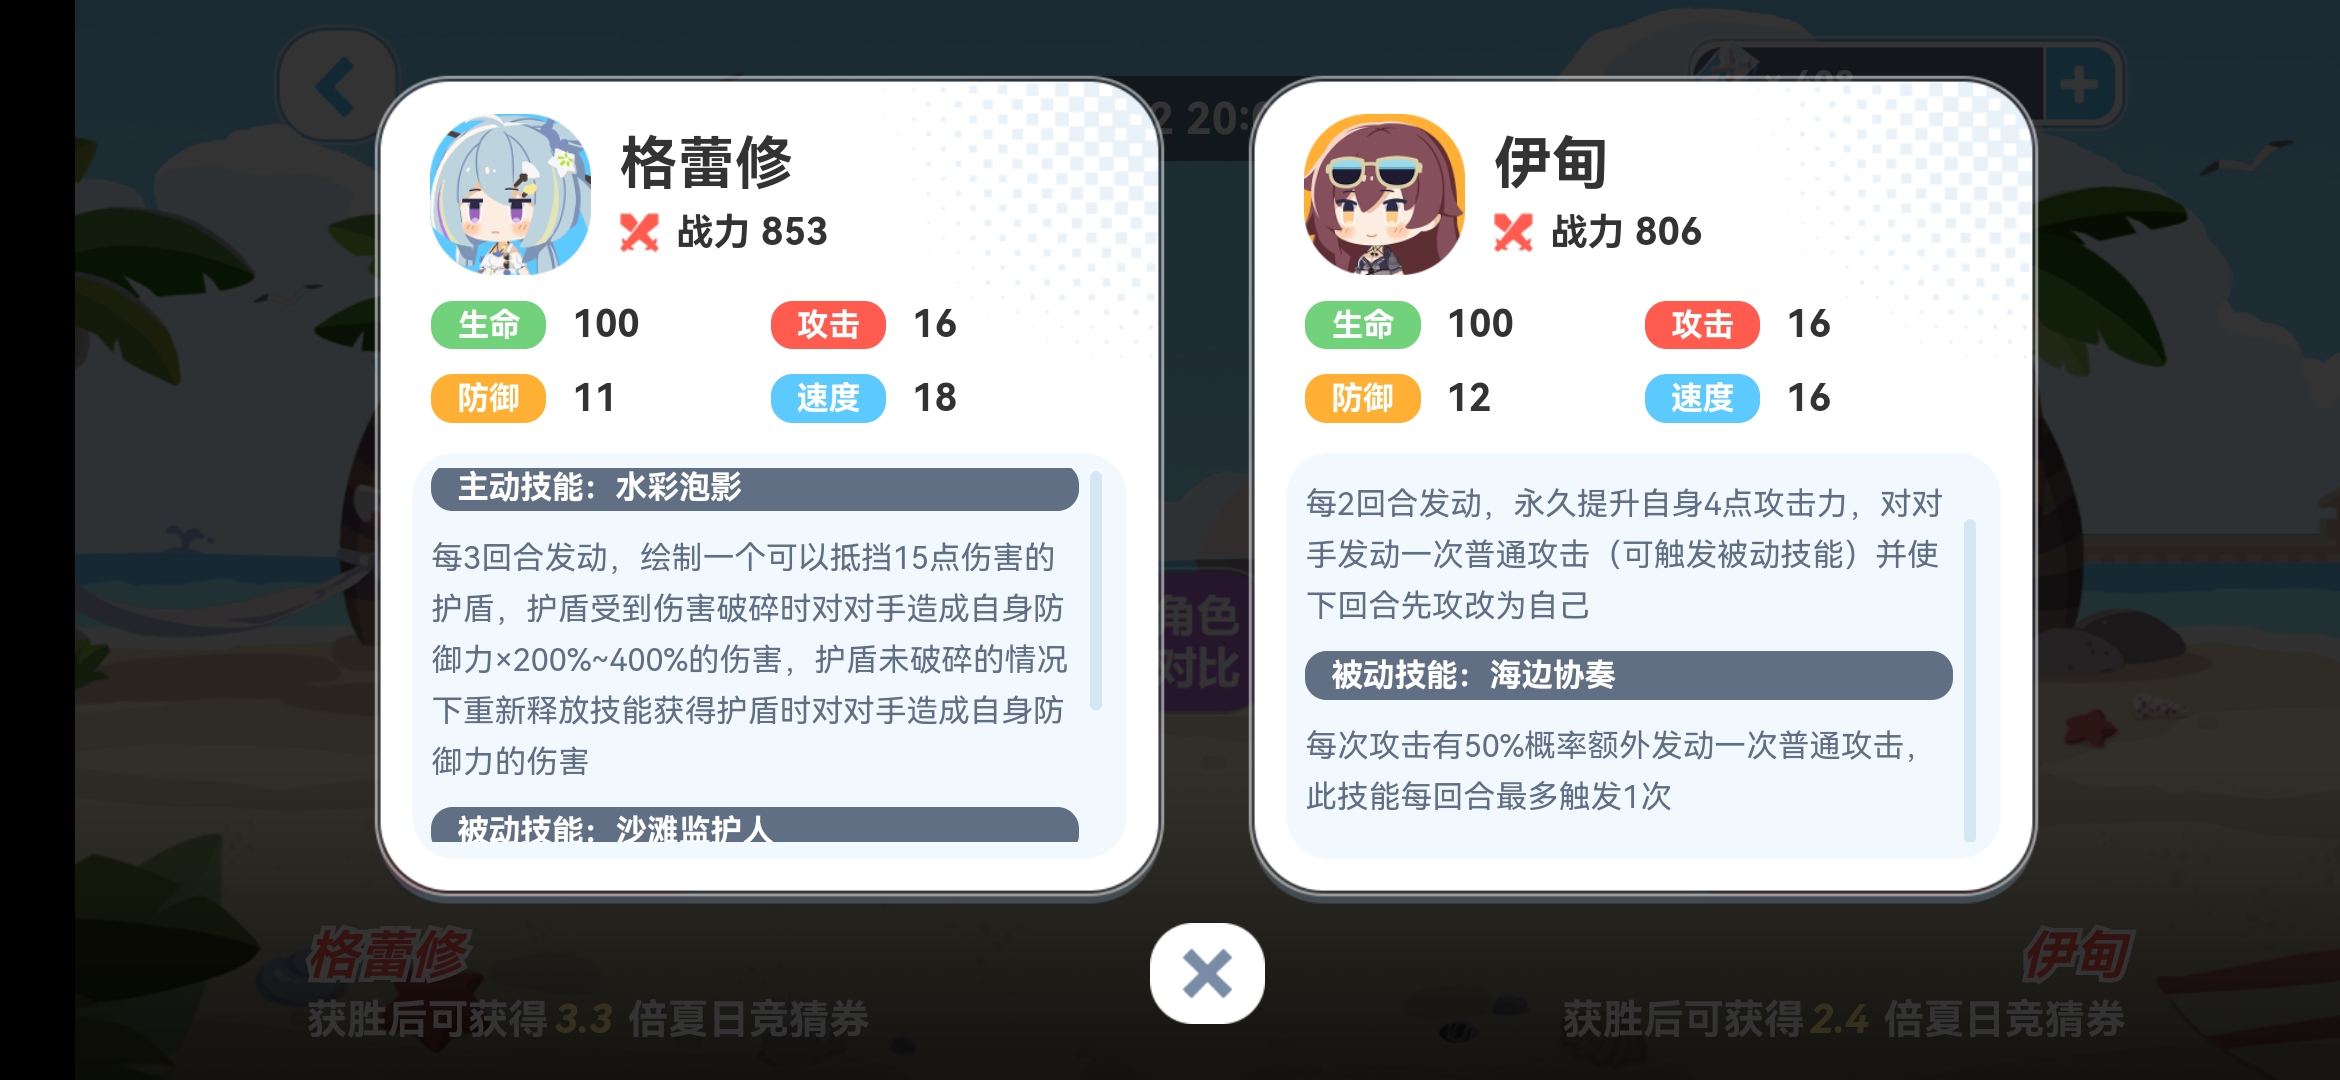 2 20:0
格蕾修
战力 853
生命 100 攻击 16
防御 11 速度 18
主动技能：水彩泡影
每3回合发动，绘制一个可以抵挡15点伤害的
护盾，护盾受到伤害破碎时对对手造成自身防
御力×200%~400%的伤害，护盾未破碎的情况
下重新释放技能获得护盾时对对手造成自身防
御力的伤害
被动技能：沙滩监护人
伊甸
战力 806
生命 100 攻击 16
防御 12 速度 16
每2回合发动，永久提升自身4点攻击力，对对
手发动一次普通攻击（可触发被动技能）并使
下回合先攻改为自己
被动技能：海边协奏
每次攻击有50%概率额外发动一次普通攻击，
此技能每回合最多触发1次
角色
对比
格蕾修
获胜后可获得3.3 倍夏日竞猜券
伊甸
获胜后可获得2.4 倍夏日竞猜券